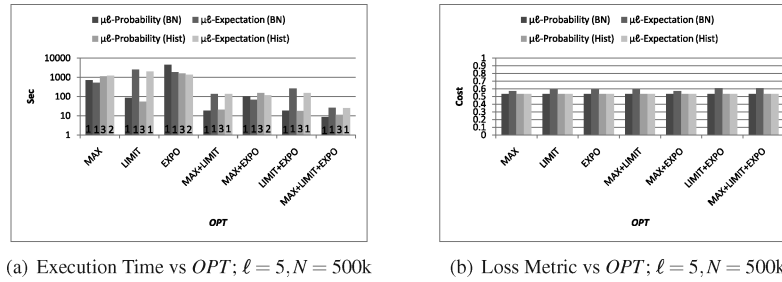 μℓ-Probability (BN) μℓ-Expectation (BN)
μℓ-Probability (Hist) μℓ-Expectation (Hist)
10000
1000
100
10
1
Sec
1 1 3 2
1 1 3 1
1 1 3 2
1 1 3 1
1 1 3 2
1 1 3 1
1 1 3 1
MAX
LIMIT
EXPO
MAX+LIMIT
MAX+EXPO
LIMIT+EXPO
MAX+LIMIT+EXPO
OPT
(a) Execution Time vs OPT; ℓ = 5, N = 500k
μℓ-Probability (BN) μℓ-Expectation (BN)
μℓ-Probability (Hist) μℓ-Expectation (Hist)
1
0.9
0.8
0.7
0.6
0.5
0.4
0.3
0.2
0.1
0
Cost
MAX
LIMIT
EXPO
MAX+LIMIT
MAX+EXPO
LIMIT+EXPO
MAX+LIMIT+EXPO
OPT
(b) Loss Metric vs OPT; ℓ = 5, N = 500k